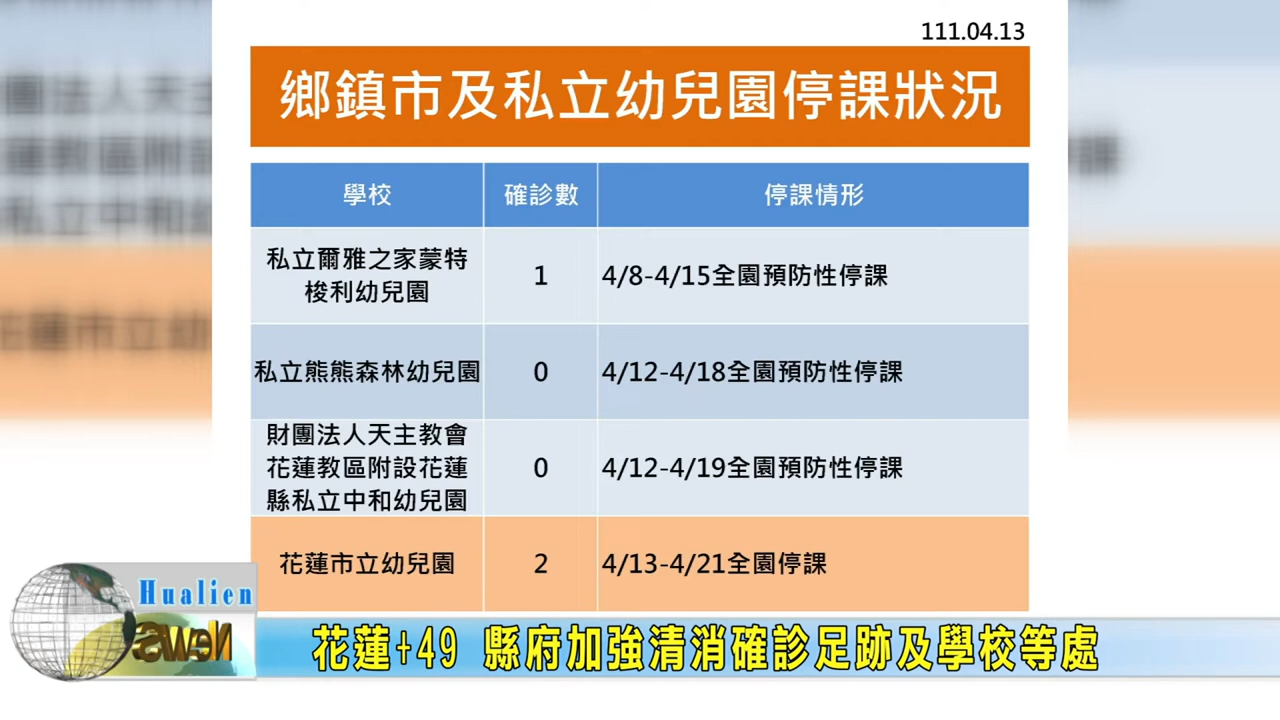 111.04.13
鄉鎮市及私立幼兒園停課狀況
學校 確診數 停課情形
私立爾雅之家蒙特
梭利幼兒園
1 4/8-4/15全園預防性停課
私立熊熊森林幼兒園 0 4/12-4/18全園預防性停課
財團法人天主教會
花蓮教區附設花蓮
縣私立中和幼兒園
0 4/12-4/19全園預防性停課
花蓮市立幼兒園 2 4/13-4/21全園停課
Hualien
News
花蓮+49 縣府加強清消確診足跡及學校等處